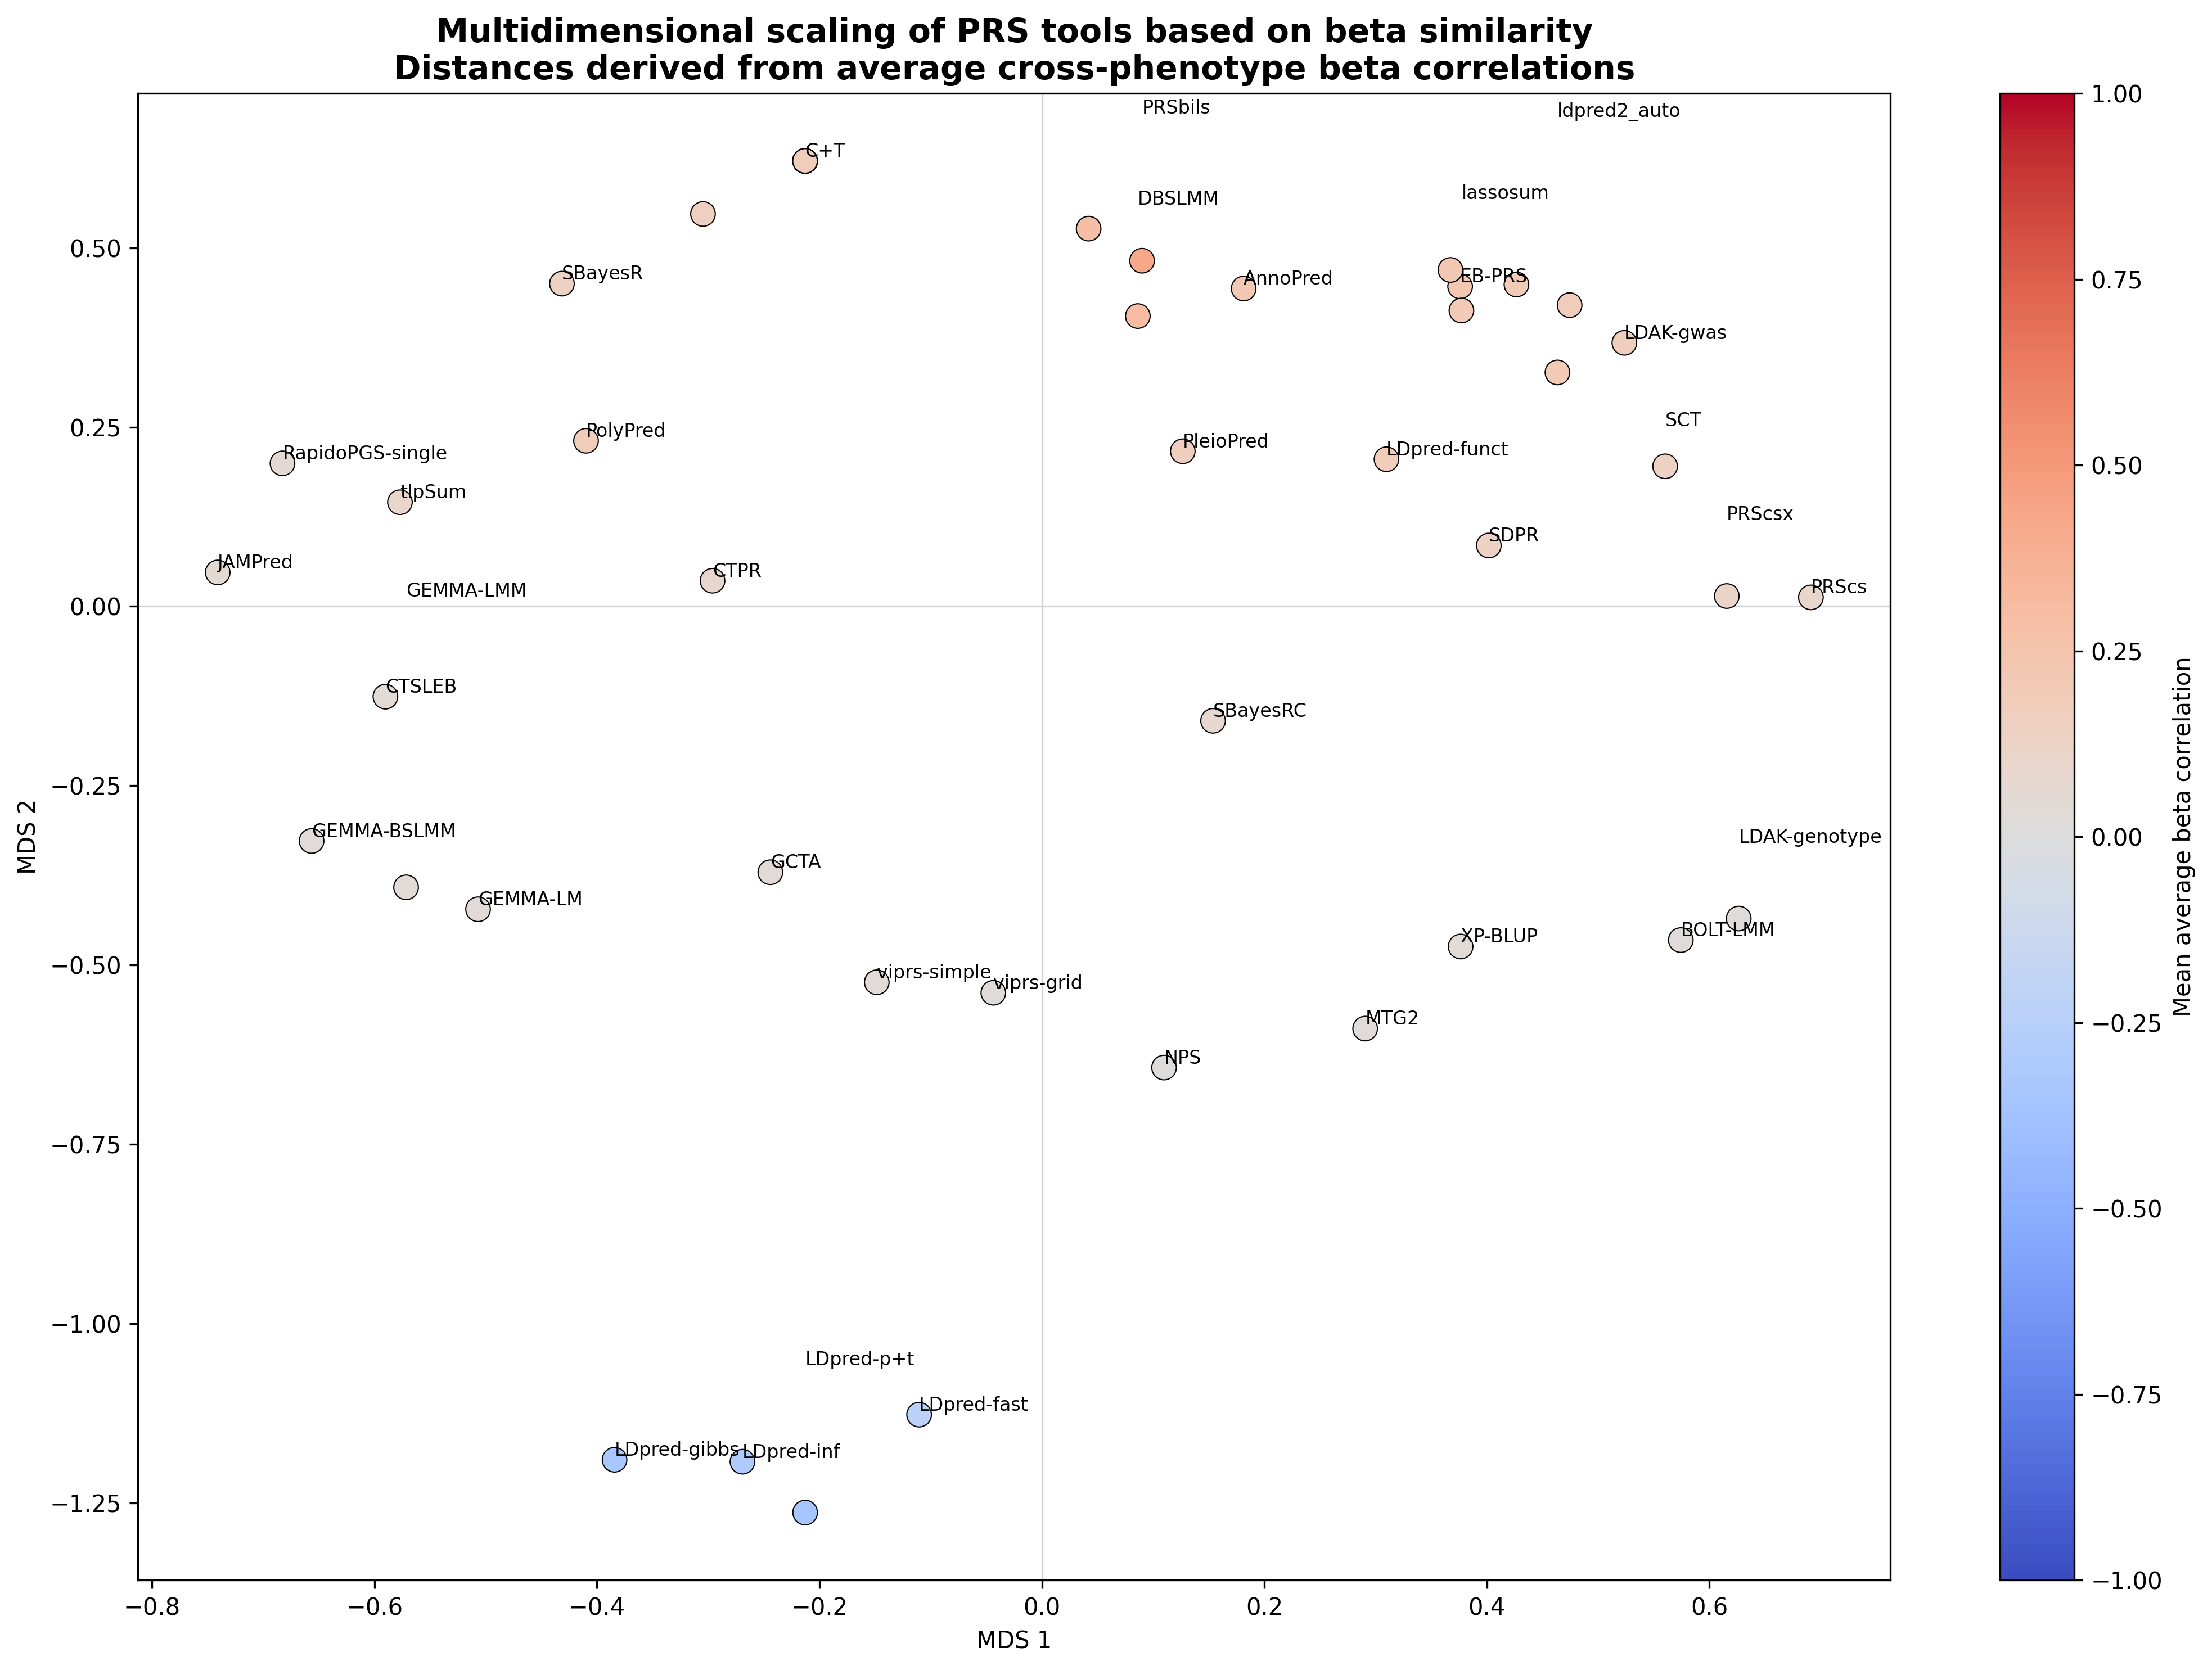 Multidimensional scaling of PRS tools based on beta similarity
Distances derived from average cross-phenotype beta correlations
PRSbils
ldpred2_auto
C+T
lassosum
DBSLMM
SBayesR
AnnoPred
EB-PRS
LDAK-gwas
SCT
PolyPred
PleioPred
LDpred-funct
RapidoPGS-single
tlpSum
PRScsx
SDPR
JAMPred
CTPR
GEMMA-LMM
PRScs
CTSLEB
SBayesRC
GEMMA-BSLMM
LDAK-genotype
GCTA
GEMMA-LM
XP-BLUP
BOLT-LMM
viprs-simple
viprs-grid
MTG2
NPS
LDpred-p+t
LDpred-fast
LDpred-gibbs
LDpred-inf
0.50
0.25
0.00
−0.25
−0.50
−0.75
−1.00
−1.25
MDS 2
−0.8
−0.6
−0.4
−0.2
0.0
0.2
0.4
0.6
MDS 1
1.00
0.75
0.50
0.25
0.00
−0.25
−0.50
−0.75
−1.00
Mean average beta correlation